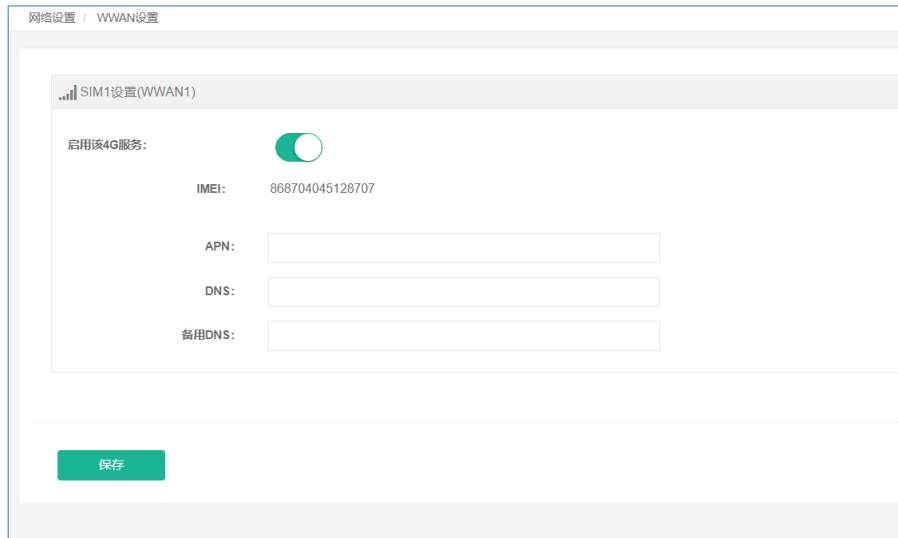 网络设置 / WWAN设置
SIM1设置(WWAN1)
启用该4G服务:
IMEI: 868704045128707
APN:
DNS:
备用DNS:
保存